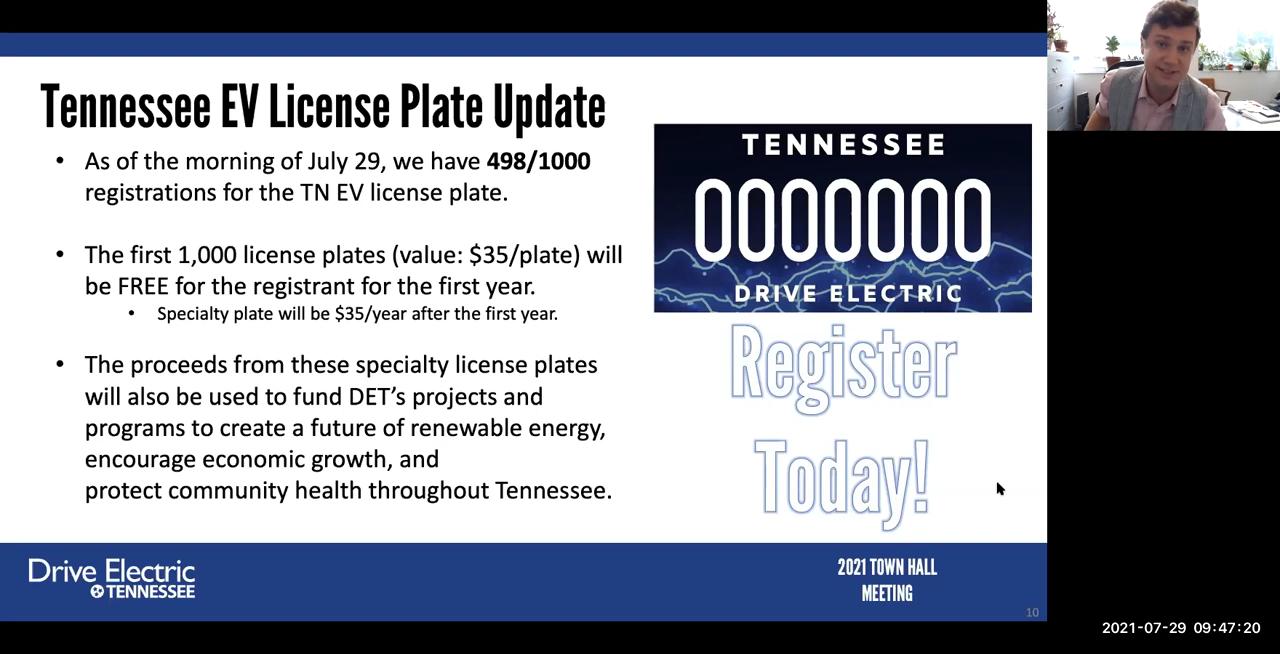 Tennessee EV License Plate Update
• As of the morning of July 29, we have 498/1000
registrations for the TN EV license plate.
• The first 1,000 license plates (value: $35/plate) will
be FREE for the registrant for the first year.
• Specialty plate will be $35/year after the first year.
• The proceeds from these specialty license plates
will also be used to fund DET’s projects and
programs to create a future of renewable energy,
encourage economic growth, and
protect community health throughout Tennessee.
TENNESSEE
0000000
DRIVE ELECTRIC
Register
Today!
Drive Electric
TENNESSEE
2021 TOWN HALL
MEETING
10
2021-07-29 09:47:20